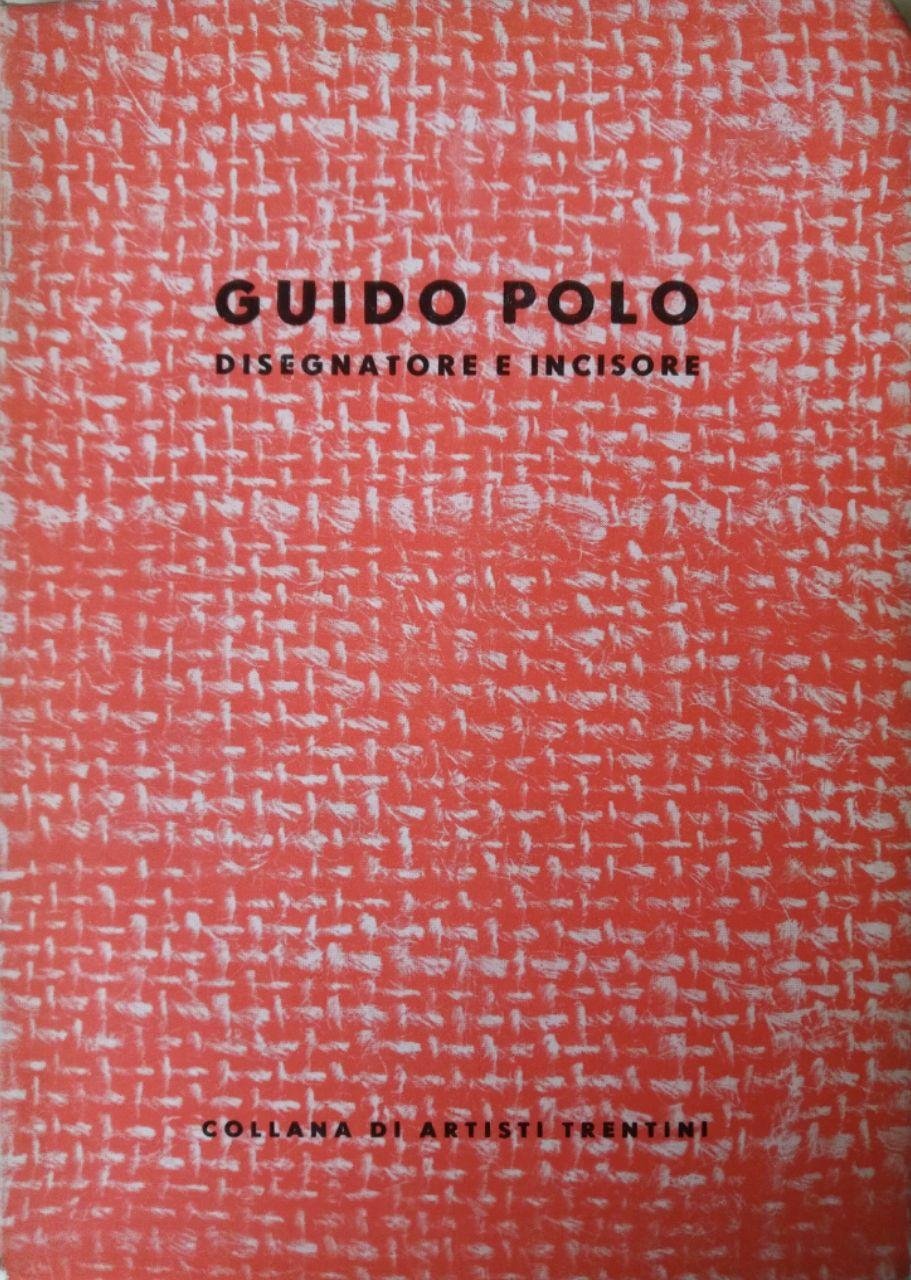 GUIDO POLO
DISEGNATORE E INCISORE
COLLANA DI ARTISTI TRENTINI